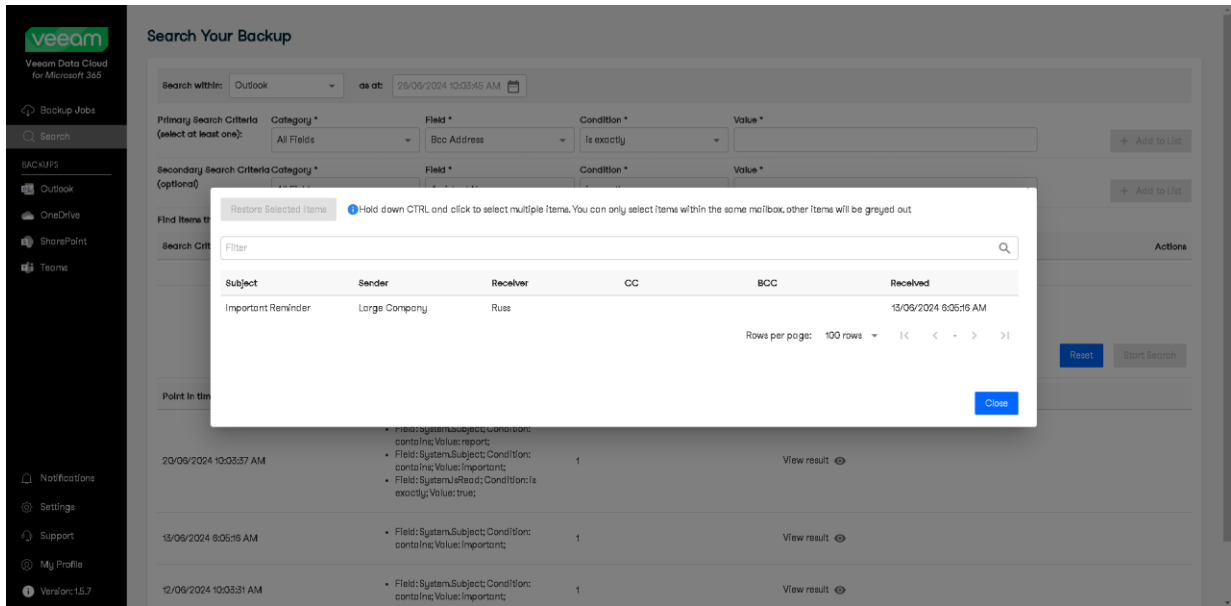 veeam
Veeam Data Cloud
for Microsoft 365
Backup Jobs
Search
BACKUPS
Outlook
OneDrive
SharePoint
Teams
Notifications
Settings
Support
My Profile
Version: 1.5.7
Search Your Backup
Search within: Outlook as at: 26/06/2024 10:03:45 AM
Primary Search Criteria Category * Field * Condition * Value *
(select at least one): All Fields Bcc Address is exactly + Add to List
Secondary Search Criteria Category * Field * Condition * Value *
(optional) + Add to List
Find Items th
Search Crit Actions
Restore Selected Items Hold down CTRL and click to select multiple items. You can only select items within the same mailbox, other items will be greyed out
Filter
Subject Sender Receiver CC BCC Received
Important Reminder Large Company Russ 13/06/2024 6:05:16 AM
Rows per page: 100 rows -
Reset Start Search
Close
Point in tim
Field: System.Subject; Condition:
contains; Value: report;
20/06/2024 10:03:37 AM Field: System.Subject; Condition: 1 View result
contains; Value: important;
Field: System.IsRead; Condition: is
exactly; Value: true;
13/06/2024 6:05:16 AM Field: System.Subject; Condition: 1 View result
contains; Value: important;
12/06/2024 10:03:31 AM Field: System.Subject; Condition: 1 View result
contains; Value: important;